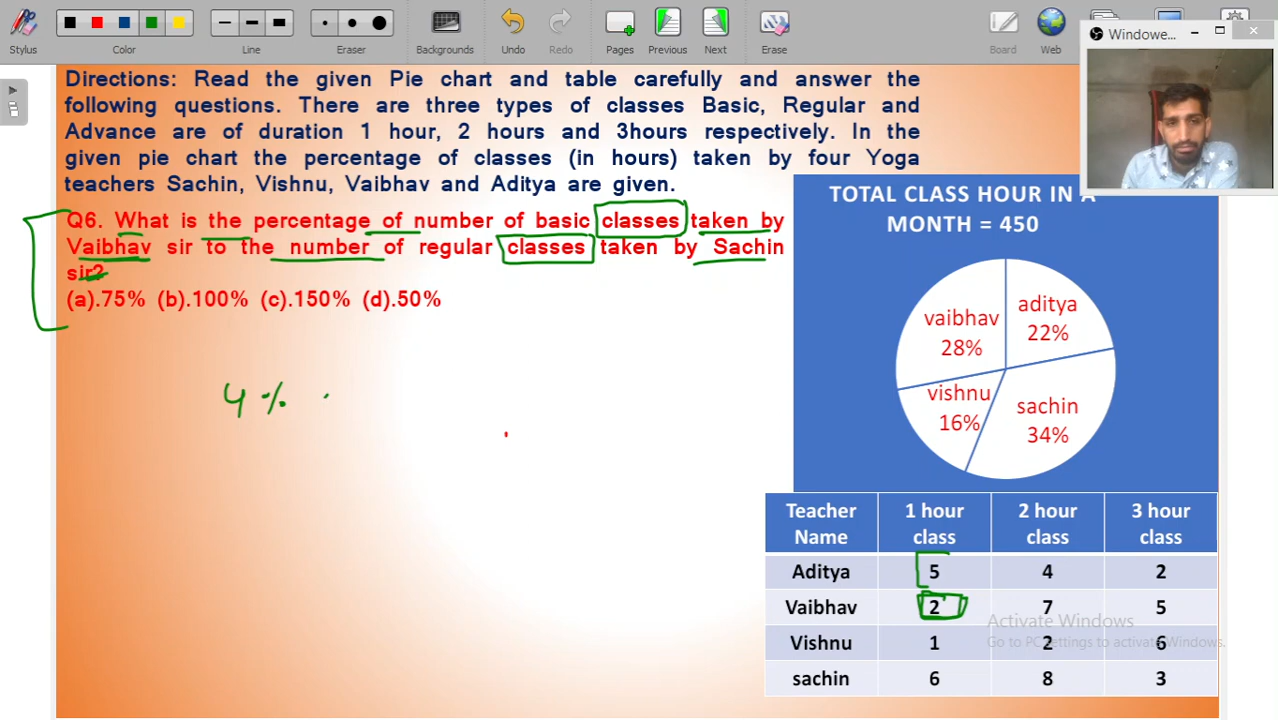 Stylus
Color
Line
Eraser
Backgrounds
Undo
Redo
Pages
Previous
Next
Erase
Board
Web
Windowe...
Directions: Read the given Pie chart and table carefully and answer the
following questions. There are three types of classes Basic, Regular and
Advance are of duration 1 hour, 2 hours and 3hours respectively. In the
given pie chart the percentage of classes (in hours) taken by four Yoga
teachers Sachin, Vishnu, Vaibhav and Aditya are given.
Q6. What is the percentage of number of basic classes taken by
Vaibhav sir to the number of regular classes taken by Sachin
sir?
(a).75% (b).100% (c).150% (d).50%
4 %
TOTAL CLASS HOUR IN A
MONTH = 450
vaibhav
28%
aditya
22%
vishnu
16%
sachin
34%
Teacher Name 1 hour class 2 hour class 3 hour class
Aditya 5 4 2
Vaibhav 2 7 5
Vishnu 1 2 6
sachin 6 8 3
Activate Windows
Go to PC settings to activate Windows.